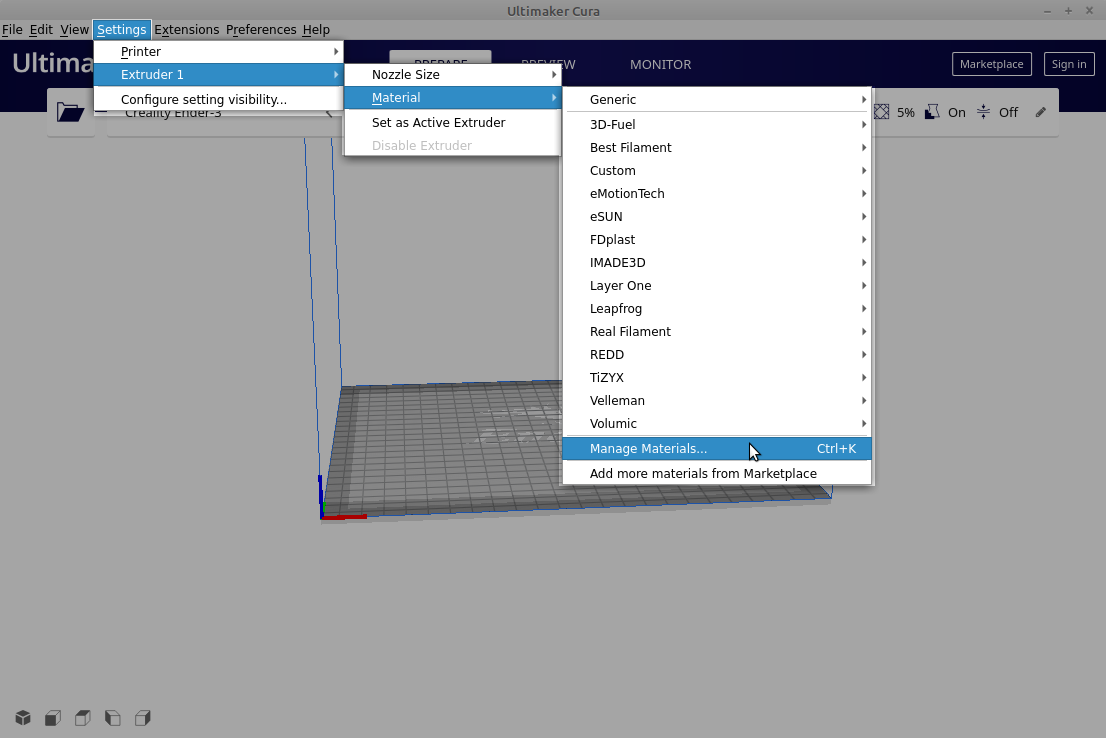 Ultimaker Cura
File Edit View Settings Extensions Preferences Help
Ultima
PREPARE PREVIEW MONITOR Marketplace Sign in
Printer
Extruder 1
Configure setting visibility...
Creality Ender-3
Nozzle Size
Material
Set as Active Extruder
Disable Extruder
5% On Off
Generic
3D-Fuel
Best Filament
Custom
eMotionTech
eSUN
FDplast
IMADE3D
Layer One
Leapfrog
Real Filament
REDD
TiZYX
Velleman
Volumic
Manage Materials... Ctrl+K
Add more materials from Marketplace